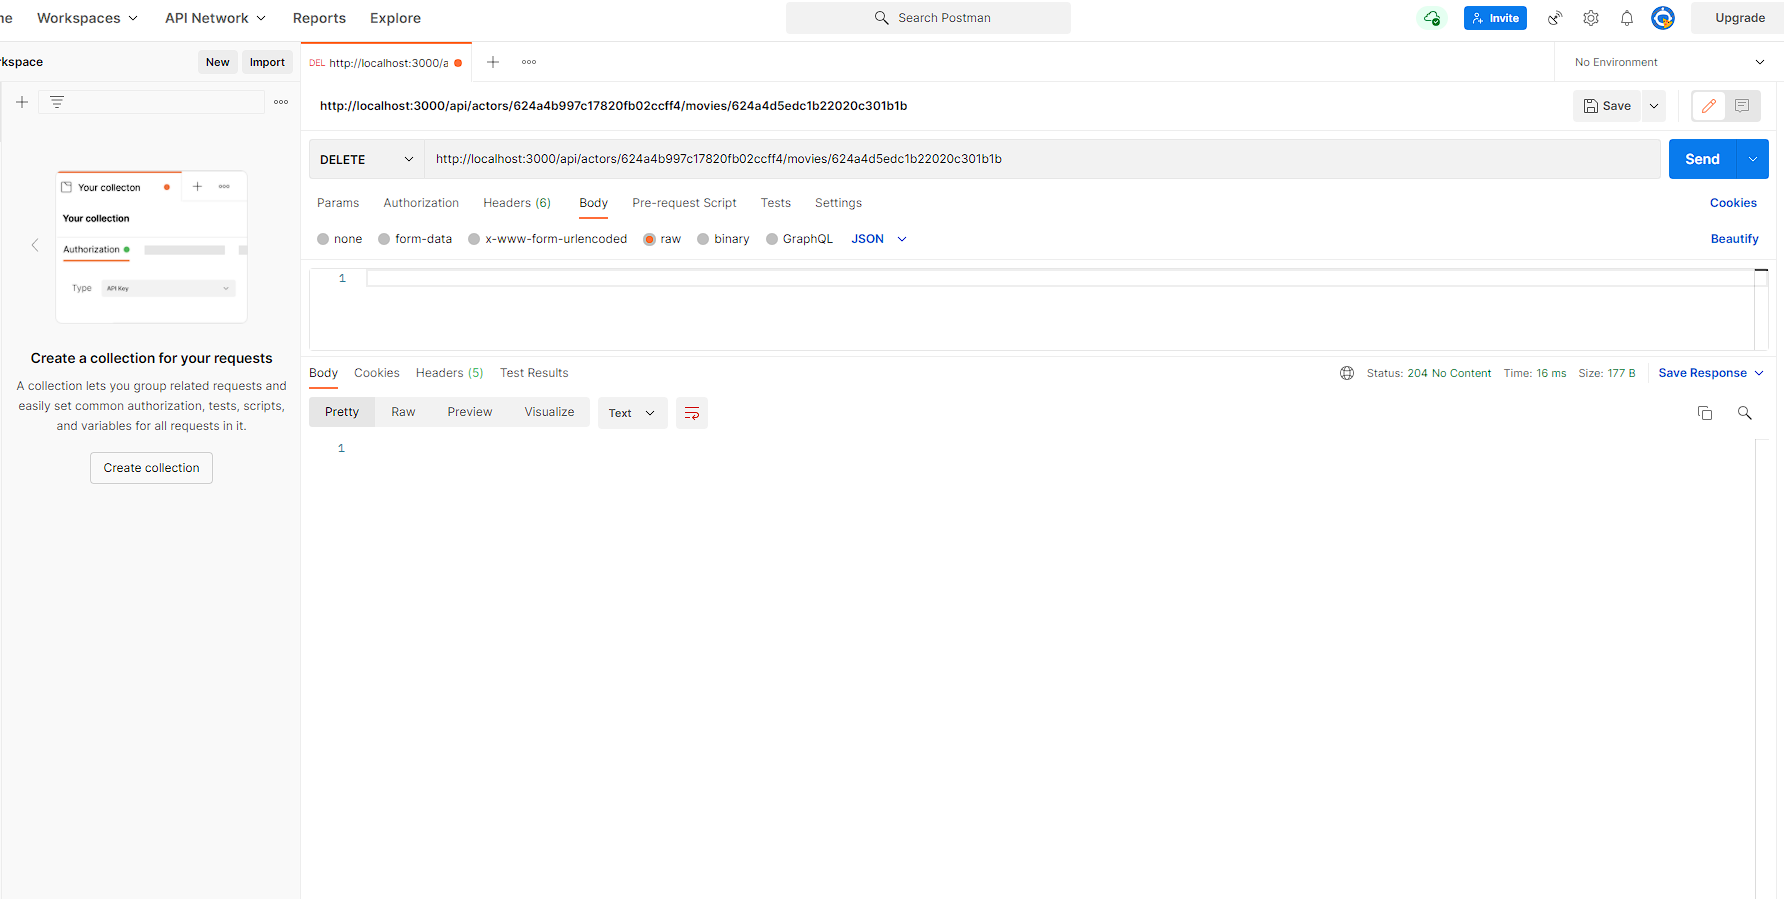 me Workspaces API Network Reports Explore Search Postman Invite Upgrade
kspace New Import DEL http://localhost:3000/a No Environment
http://localhost:3000/api/actors/624a4b997c17820fb02ccff4/movies/624a4d5edc1b22020c301b1b Save
DELETE http://localhost:3000/api/actors/624a4b997c17820fb02ccff4/movies/624a4d5edc1b22020c301b1b Send
Params Authorization Headers (6) Body Pre-request Script Tests Settings Cookies
none form-data x-www-form-urlencoded raw binary GraphQL JSON Beautify
1
Your collecton
Your collection
Authorization
Type API Key
Create a collection for your requests
A collection lets you group related requests and
easily set common authorization, tests, scripts,
and variables for all requests in it.
Create collection
Body Cookies Headers (5) Test Results Status: 204 No Content Time: 16 ms Size: 177 B Save Response
Pretty Raw Preview Visualize Text
1